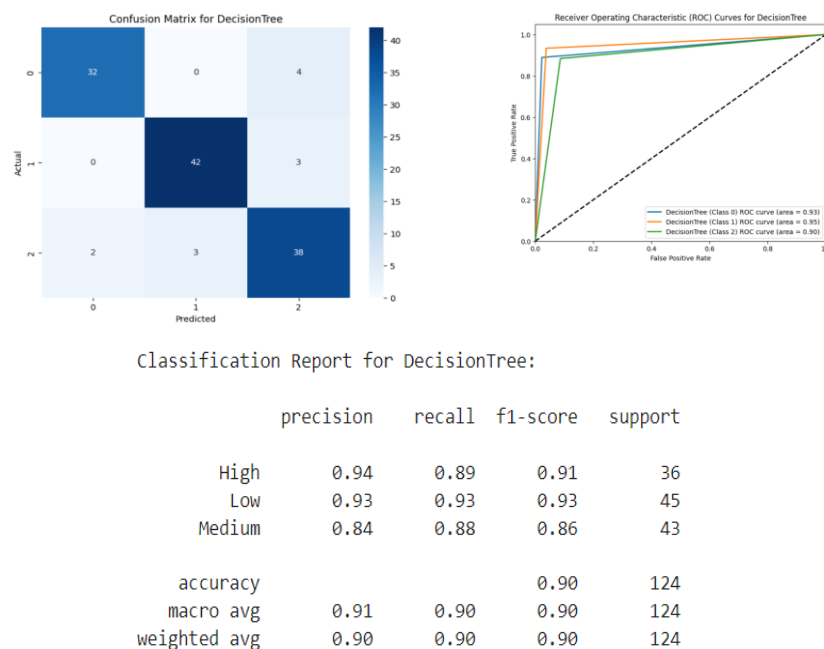 Confusion Matrix for DecisionTree
0
32
0
4
1
0
42
3
2
2
3
38
0
1
2
Actual
Predicted
40
35
30
25
20
15
10
5
0
Receiver Operating Characteristic (ROC) Curves for DecisionTree
1.0
0.8
0.6
0.4
0.2
0.0
True Positive Rate
DecisionTree (Class 0) ROC curve (area = 0.93)
DecisionTree (Class 1) ROC curve (area = 0.95)
DecisionTree (Class 2) ROC curve (area = 0.90)
0.0 0.2 0.4 0.6 0.8
False Positive Rate
Classification Report for DecisionTree:
precision recall f1-score support
High 0.94 0.89 0.91 36
Low 0.93 0.93 0.93 45
Medium 0.84 0.88 0.86 43
accuracy 0.90 124
macro avg 0.91 0.90 0.90 124
weighted avg 0.90 0.90 0.90 124